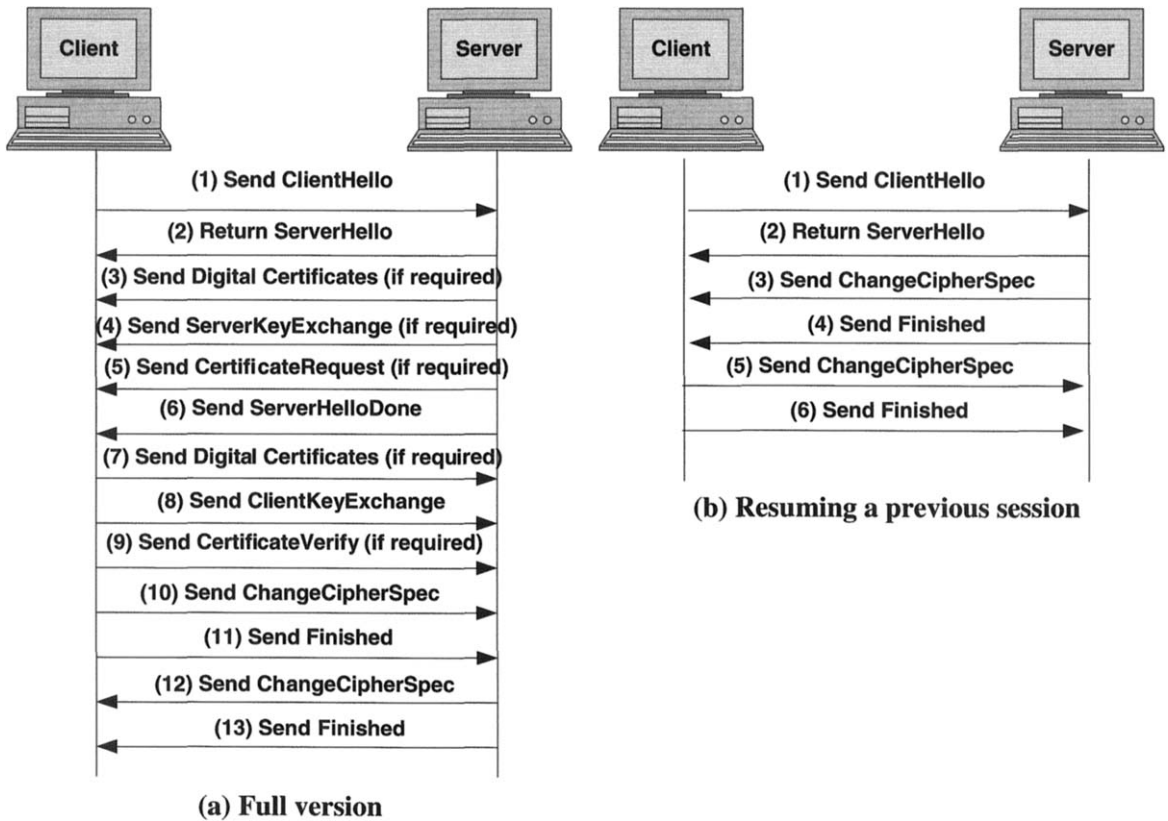 Client
Server
(1) Send ClientHello
(2) Return ServerHello
(3) Send Digital Certificates (if required)
(4) Send ServerKeyExchange (if required)
(5) Send CertificateRequest (if required)
(6) Send ServerHelloDone
(7) Send Digital Certificates (if required)
(8) Send ClientKeyExchange
(9) Send CertificateVerify (if required)
(10) Send ChangeCipherSpec
(11) Send Finished
(12) Send ChangeCipherSpec
(13) Send Finished
(a) Full version
Client
Server
(1) Send ClientHello
(2) Return ServerHello
(3) Send ChangeCipherSpec
(4) Send Finished
(5) Send ChangeCipherSpec
(6) Send Finished
(b) Resuming a previous session